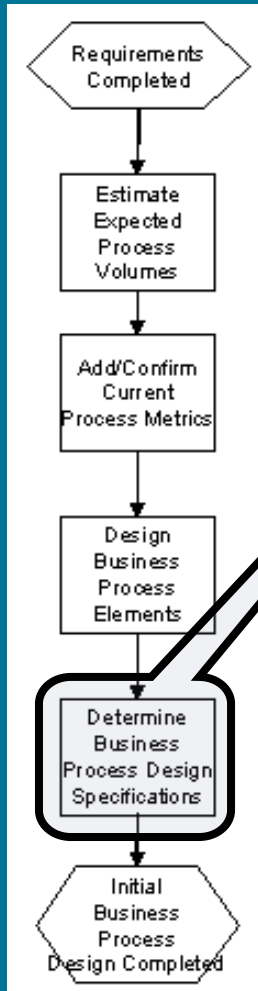 Requirements
Completed
Estimate
Expected
Process
Volumes
Add/Confirm
Current
Process Metrics
Design
Business
Process
Elements
Determine
Business
Process Design
Specifications
Initial
Business
Process
Design Completed